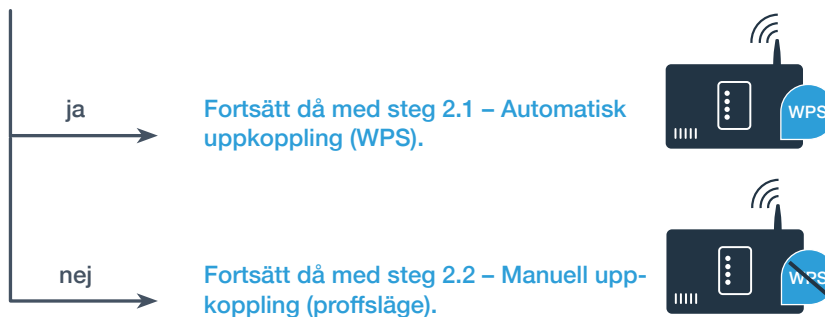 ja
Fortsätt då med steg 2.1 – Automatisk
uppkoppling (WPS).
WPS
nej
Fortsätt då med steg 2.2 – Manuell upp-
koppling (proffsläge).
WPS